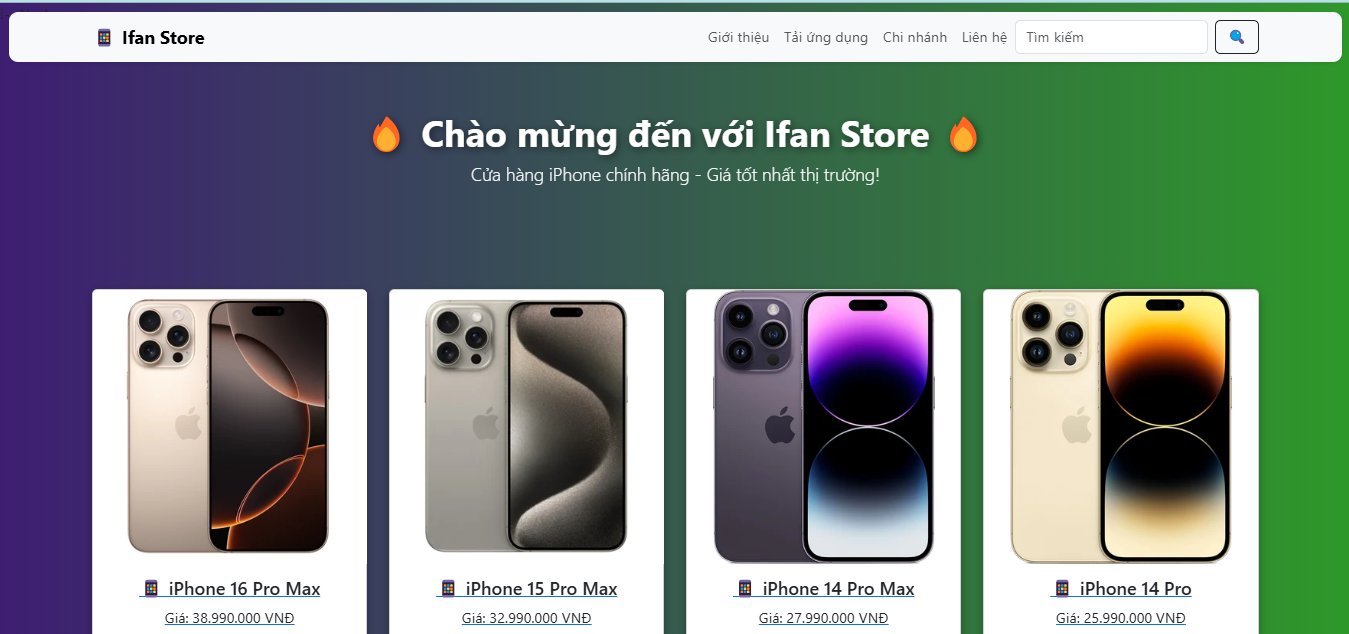 Ifan Store
Giới thiệu Tải ứng dụng Chi nhánh Liên hệ Tìm kiếm
Chào mừng đến với Ifan Store
Cửa hàng iPhone chính hãng - Giá tốt nhất thị trường!
iPhone 16 Pro Max
Giá: 38.990.000 VNĐ
iPhone 15 Pro Max
Giá: 32.990.000 VNĐ
iPhone 14 Pro Max
Giá: 27.990.000 VNĐ
iPhone 14 Pro
Giá: 25.990.000 VNĐ